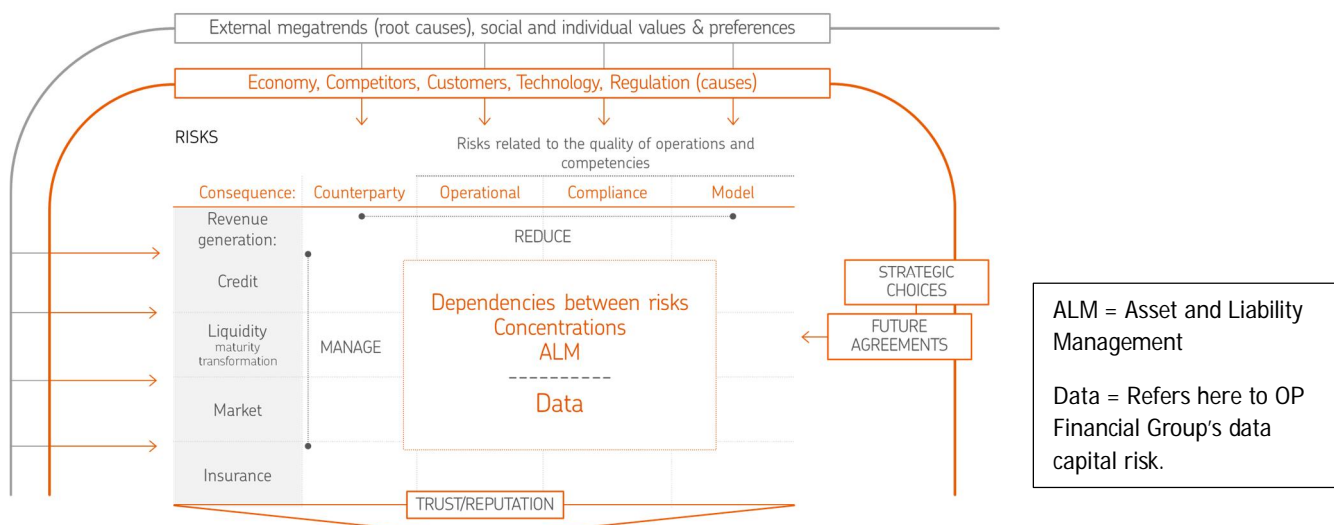 External megatrends (root causes), social and individual values & preferences
Economy, Competitors, Customers, Technology, Regulation (causes)
RISKS
Risks related to the quality of operations and
competencies
Consequence: Counterparty Operational Compliance Model
Revenue
generation:
REDUCE
Credit
Liquidity
maturity
transformation
MANAGE
Market
Insurance
Dependencies between risks
Concentrations
ALM
Data
STRATEGIC
CHOICES
FUTURE
AGREEMENTS
TRUST/REPUTATION
ALM = Asset and Liability
Management
Data = Refers here to OP
Financial Group's data
capital risk.